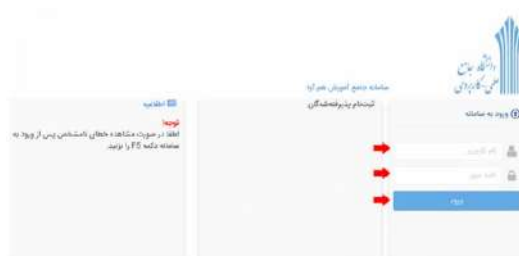 دانشگاه جامع
علمی-کاربردی
سامانه جامع آموزش هم آوا
ورود به سامانه
نام کاربری
کلمه عبور
ورود
ثبت‌نام پذیرفته‌شدگان
اطلاعیه
توجه!
لطفا در صورت مشاهده خطای نامشخص پس از ورود به
سامانه دکمه F5 را بزنید.